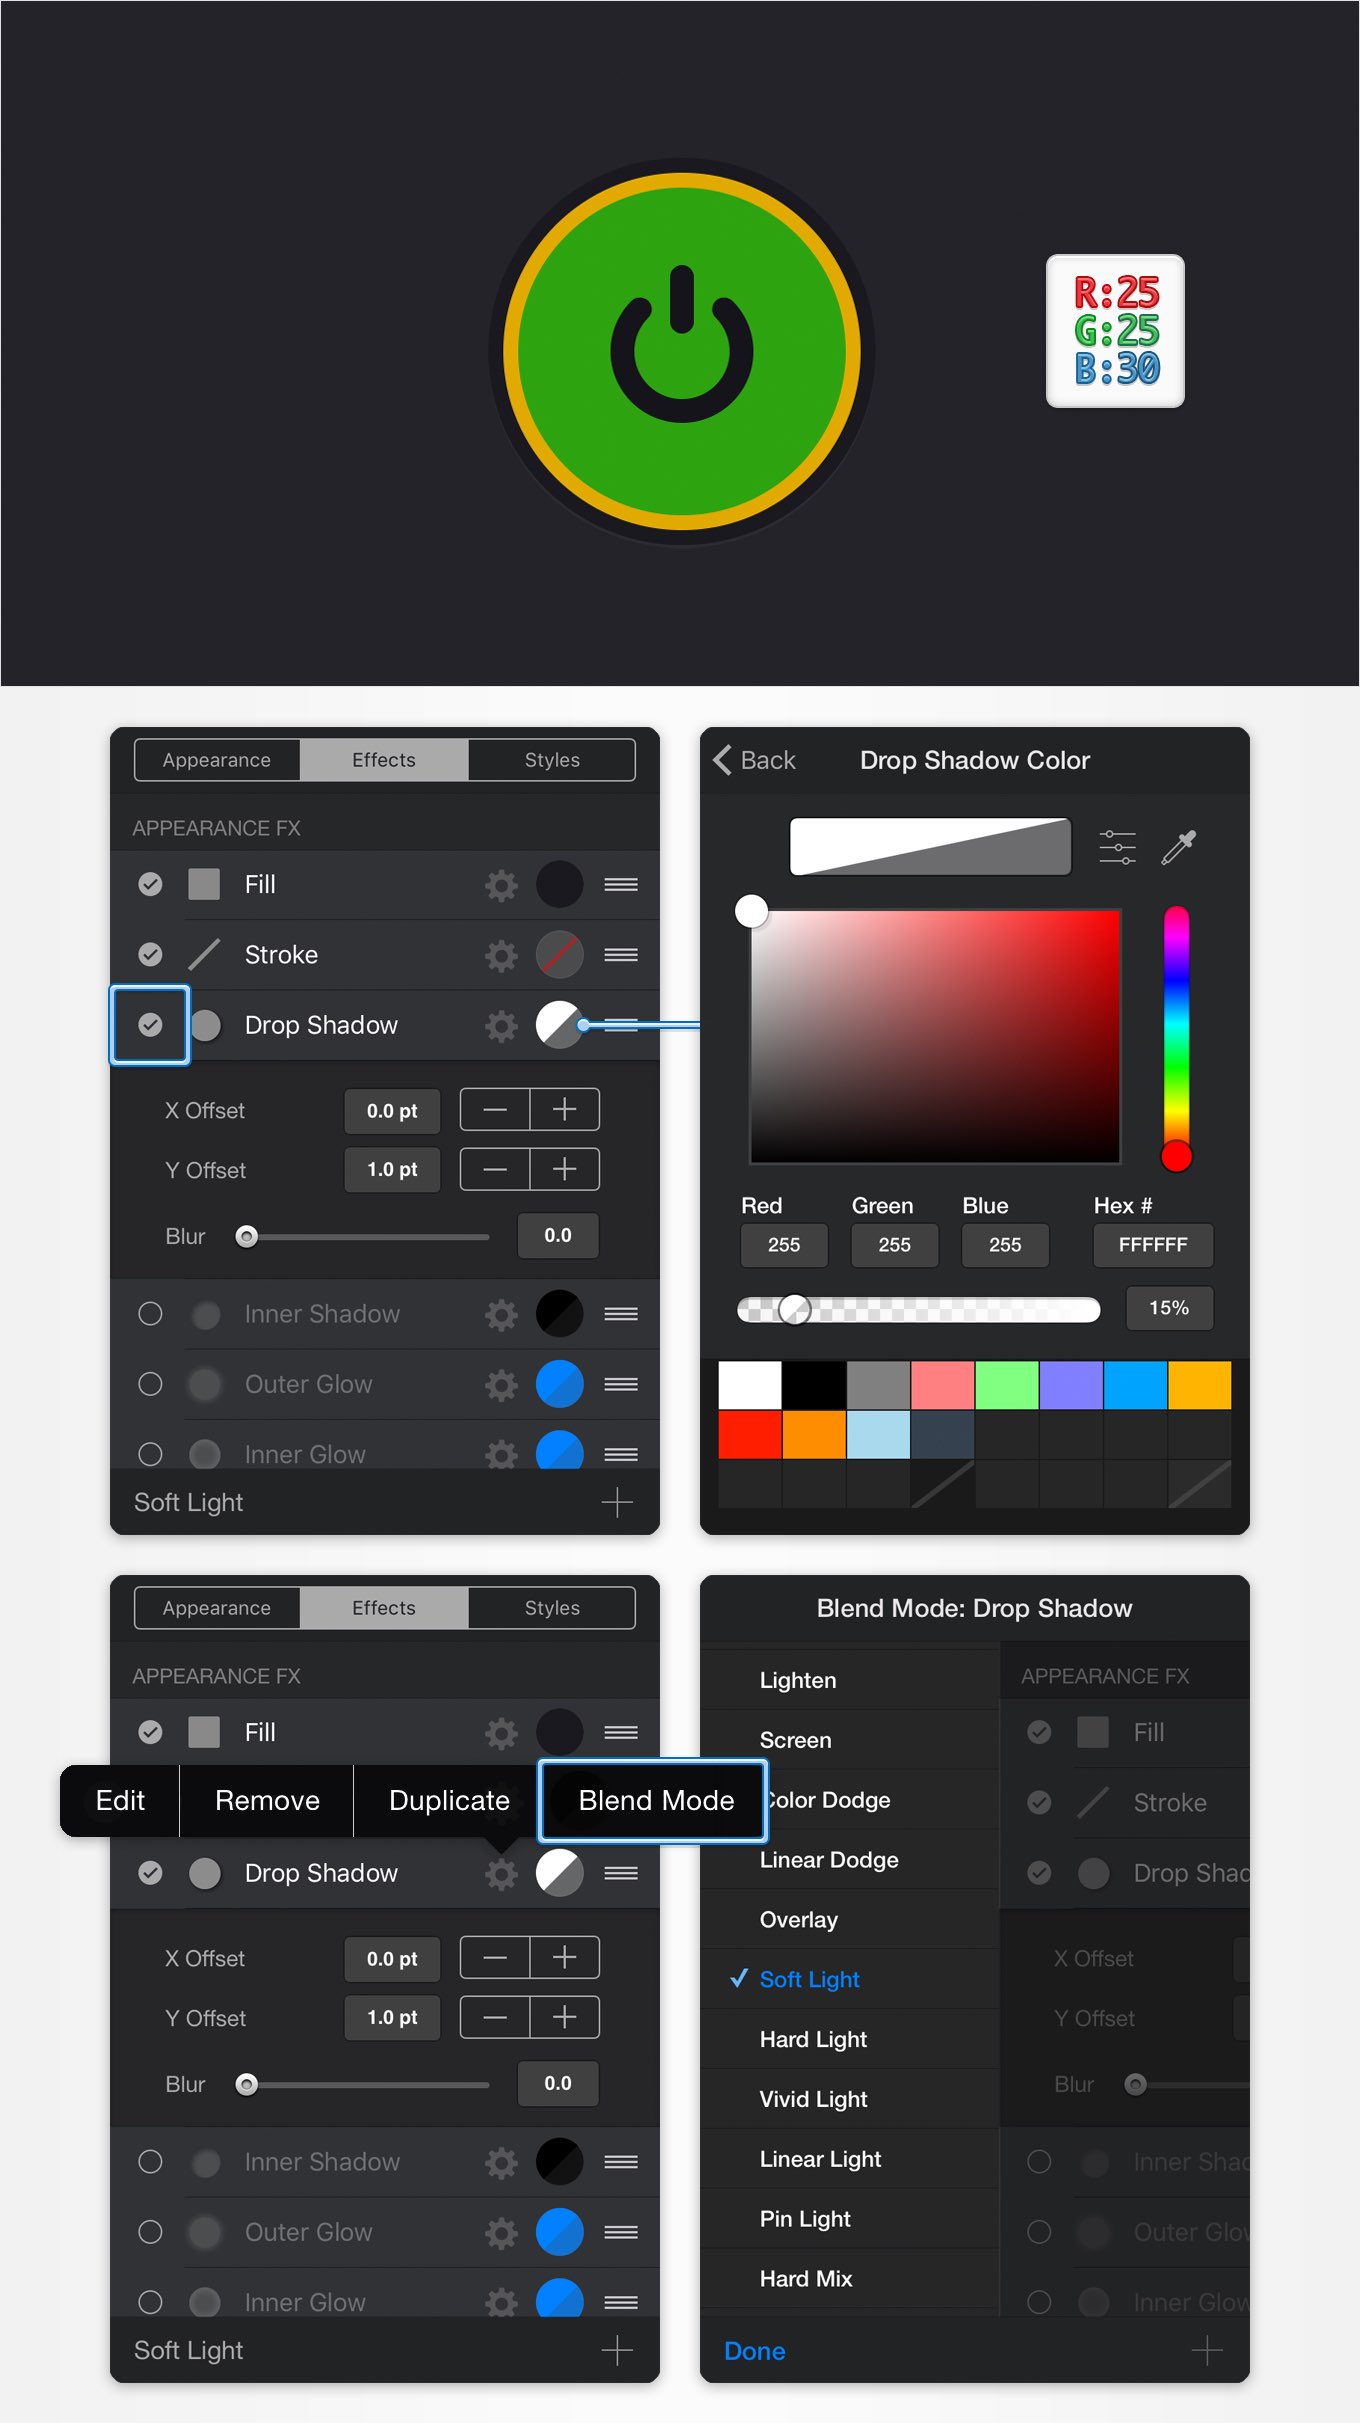 R:25
G:25
B:30
Appearance Effects Styles
APPEARANCE FX
Fill
Stroke
Drop Shadow
X Offset 0.0 pt
Y Offset 1.0 pt
Blur 0.0
Inner Shadow
Outer Glow
Inner Glow
Soft Light
Back Drop Shadow Color
Red Green Blue Hex #
255 255 255 FFFFFF
15%
Appearance Effects Styles
APPEARANCE FX
Fill
Edit Remove Duplicate Blend Mode
Drop Shadow
X Offset 0.0 pt
Y Offset 1.0 pt
Blur 0.0
Inner Shadow
Outer Glow
Inner Glow
Soft Light
Blend Mode: Drop Shadow
Lighten
Screen
Color Dodge
Linear Dodge
Overlay
Soft Light
Hard Light
Vivid Light
Linear Light
Pin Light
Hard Mix
Done
APPEARANCE FX
Fill
Stroke
Drop Shad
X Offset
Y Offset
Blur
Inner Shad
Outer Glow
Inner Glow